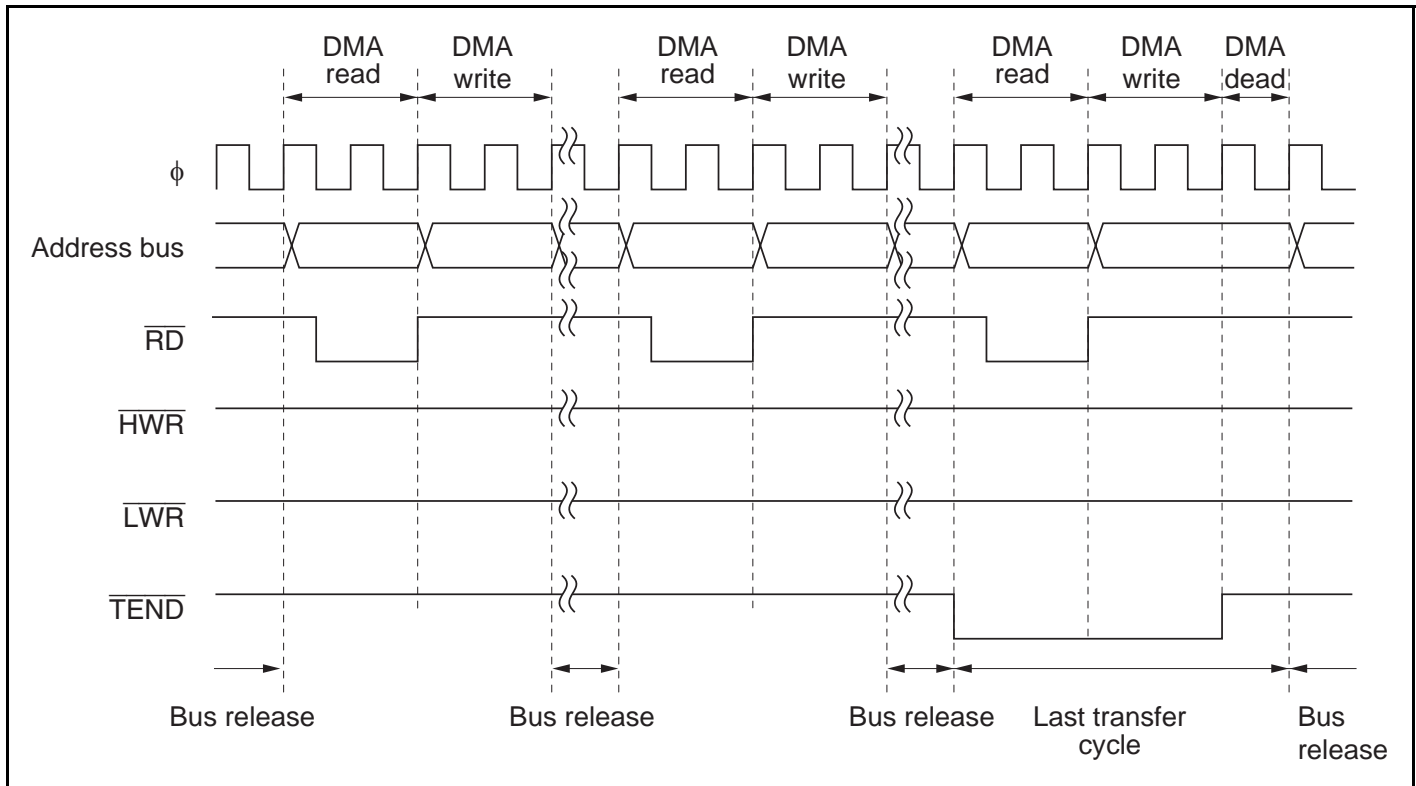 DMA read
DMA write
DMA read
DMA write
DMA read
DMA write
DMA dead
ϕ
Address bus
RD
HWR
LWR
TEND
Bus release
Bus release
Bus release
Last transfer cycle
Bus release